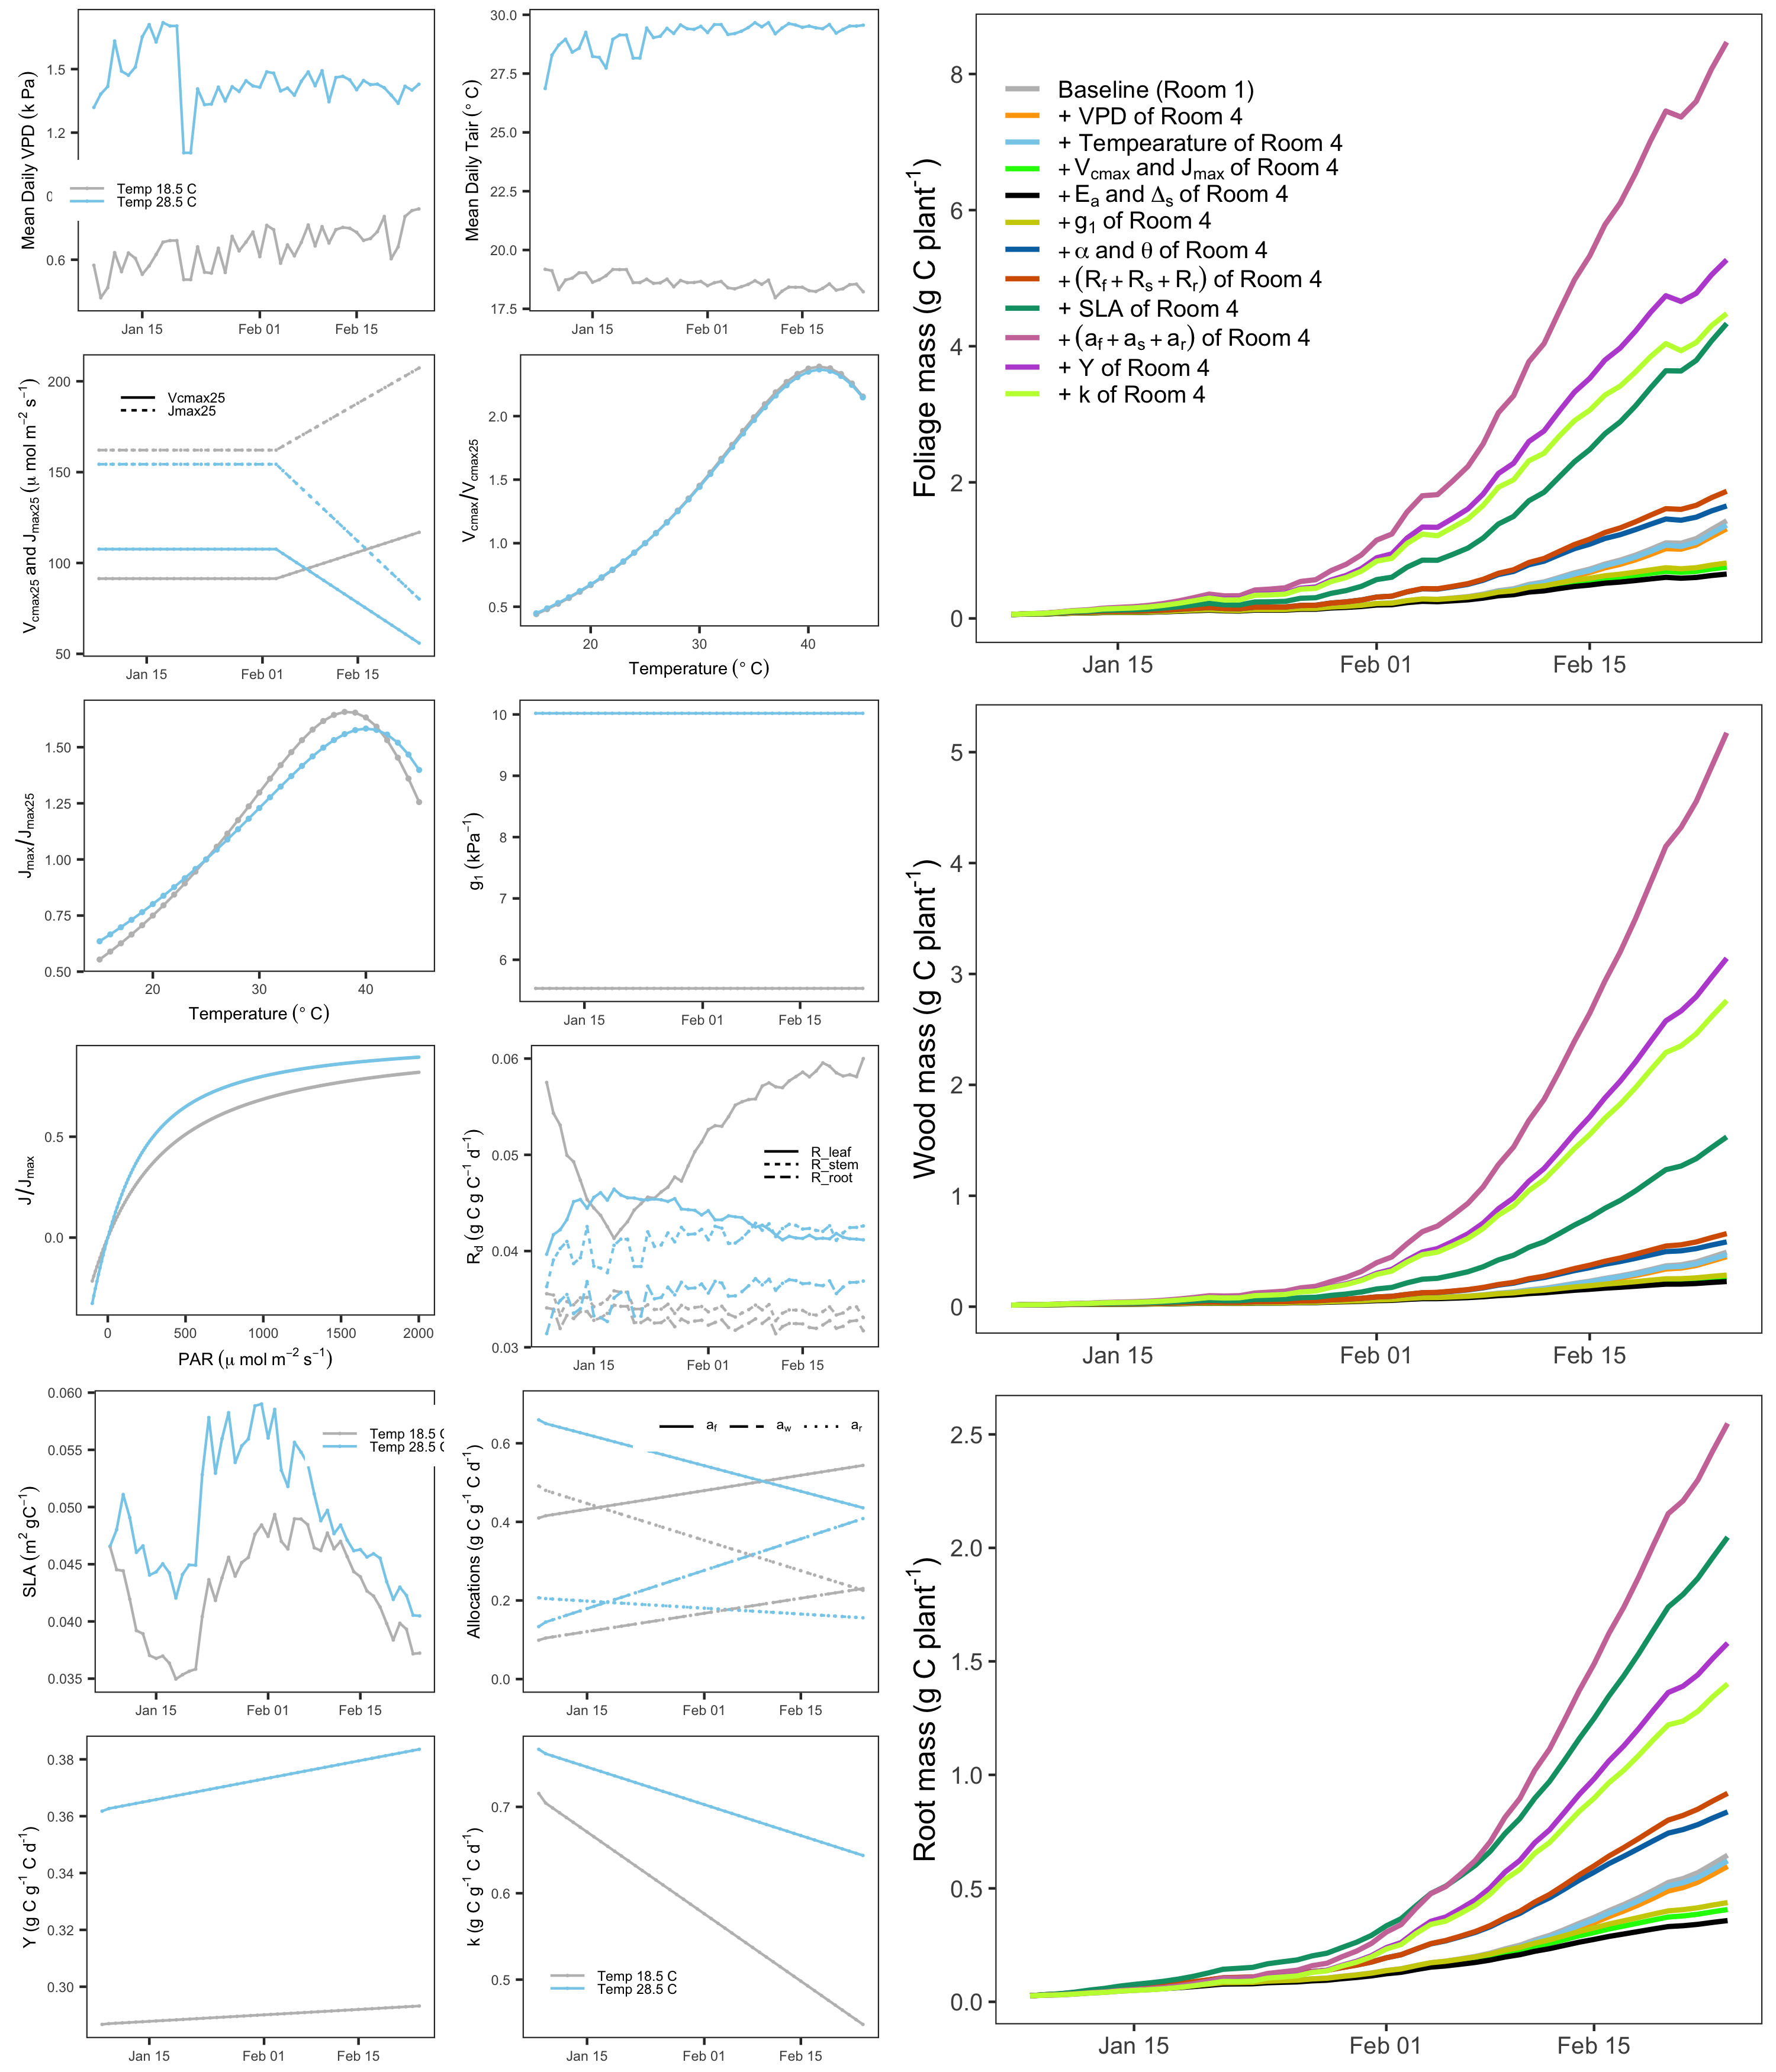 Mean Daily VPD (k Pa)
1.5
1.2
0.6
Temp 18.5 C
Temp 28.5 C
Jan 15
Feb 01
Feb 15
Mean Daily Tair (° C)
30.0
27.5
25.0
22.5
20.0
17.5
Jan 15
Feb 01
Feb 15
Vcmax25 and Jmax25 (μ mol m−2 s−1)
200
150
100
50
Vcmax25
Jmax25
Jan 15
Feb 01
Feb 15
Vcmax/Vcmax25
2.0
1.5
1.0
0.5
20
30
40
Temperature (° C)
Jmax/Jmax25
1.50
1.25
1.00
0.75
0.50
20
30
40
Temperature (° C)
g1 (kPa−1)
10
9
8
7
6
Jan 15
Feb 01
Feb 15
J/Jmax
0.5
0.0
0
500
1000
1500
2000
PAR (μ mol m−2 s−1)
Rd (g C g C−1 d−1)
0.06
0.05
0.04
0.03
R_leaf
R_stem
R_root
Jan 15
Feb 01
Feb 15
SLA (m2 gC−1)
0.060
0.055
0.050
0.045
0.040
0.035
Temp 18.5 C
Temp 28.5 C
Jan 15
Feb 01
Feb 15
Allocations (g C g-1 C d-1)
0.6
0.4
0.2
0.0
af aw ar
Jan 15
Feb 01
Feb 15
Y (g C g-1 C d-1)
0.38
0.36
0.34
0.32
0.30
Jan 15
Feb 01
Feb 15
k (g C g-1 C d-1)
0.7
0.6
0.5
Temp 18.5 C
Temp 28.5 C
Jan 15
Feb 01
Feb 15
Foliage mass (g C plant-1)
8
6
4
2
0
Baseline (Room 1)
+ VPD of Room 4
+ Tempearature of Room 4
+ Vcmax and Jmax of Room 4
+ Ea and Δs of Room 4
+ g1 of Room 4
+ α and θ of Room 4
+ (Rf + Rs + Rr) of Room 4
+ SLA of Room 4
+ (af + as + ar) of Room 4
+ Y of Room 4
+ k of Room 4
Jan 15
Feb 01
Feb 15
Wood mass (g C plant-1)
5
4
3
2
1
0
Jan 15
Feb 01
Feb 15
Root mass (g C plant-1)
2.5
2.0
1.5
1.0
0.5
0.0
Jan 15
Feb 01
Feb 15